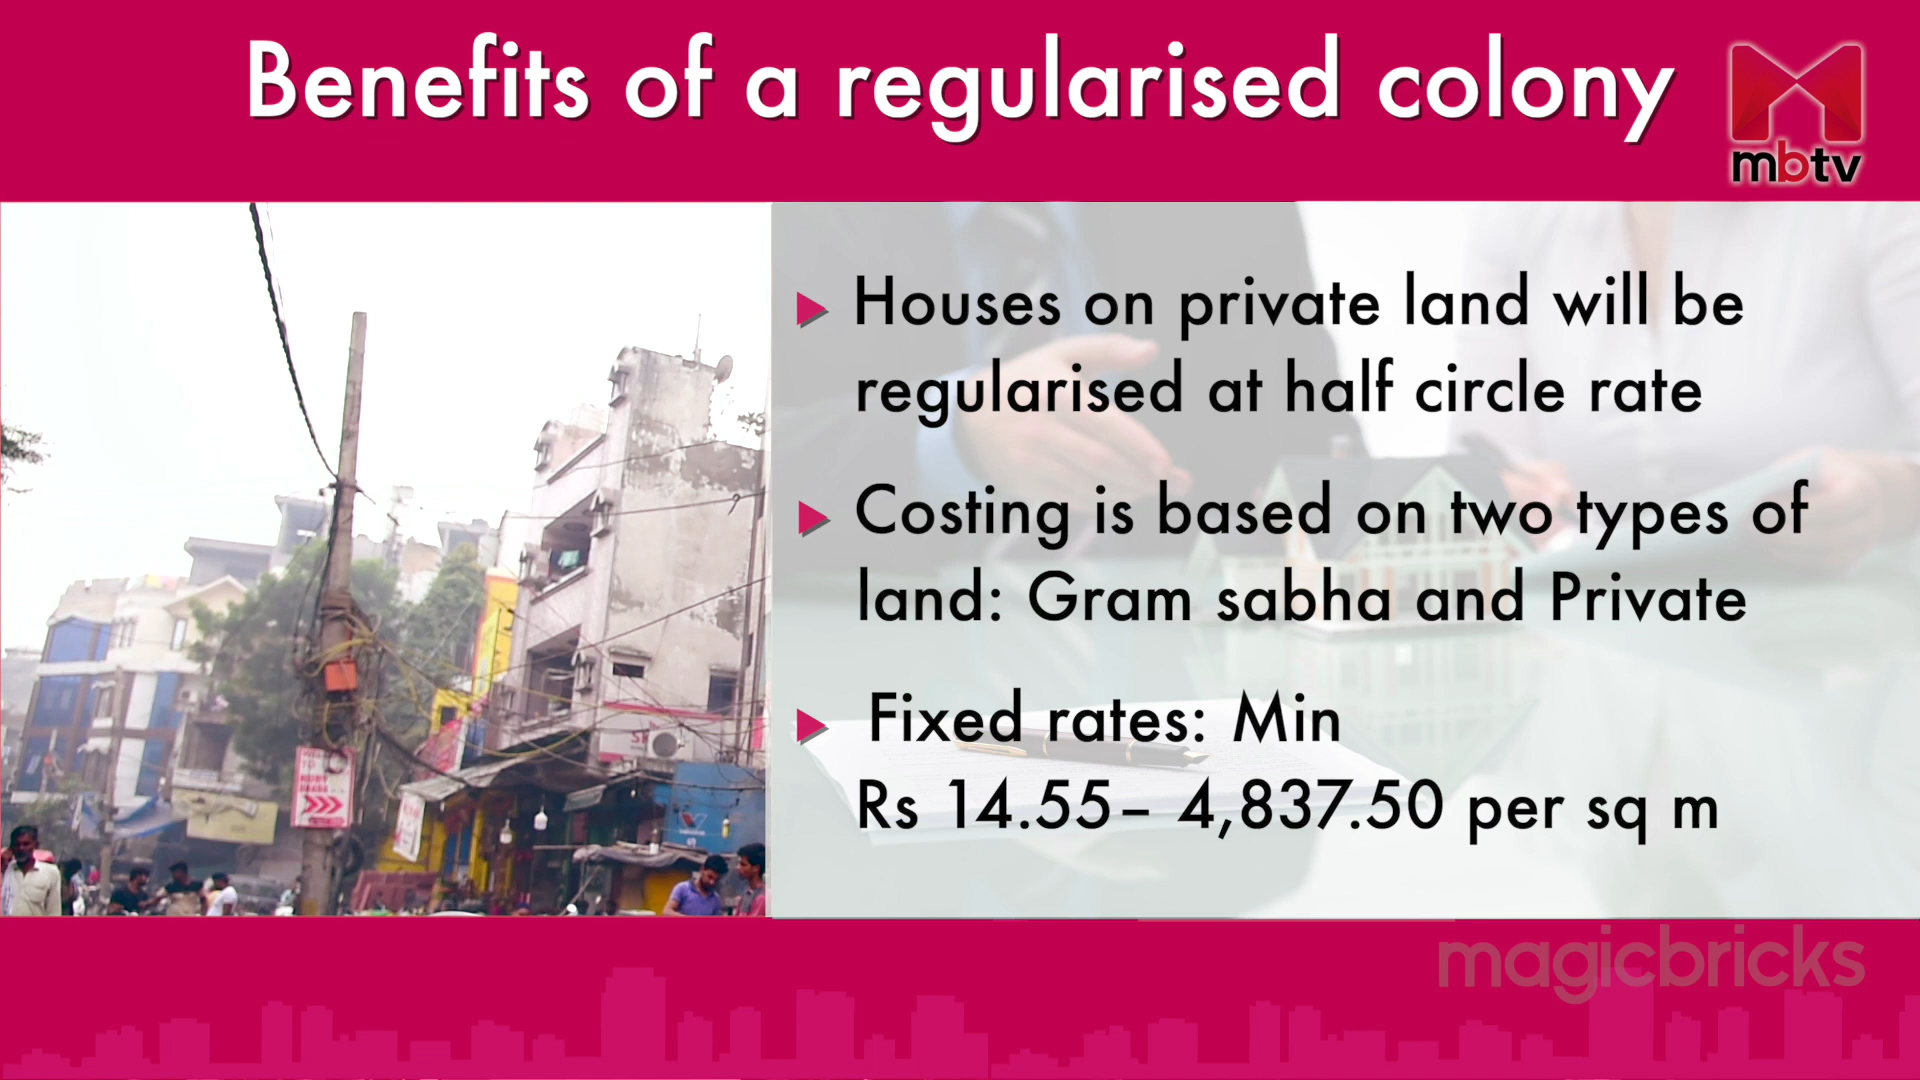 Benefits of a regularised colony
mbtv
Houses on private land will be
regularised at half circle rate
Costing is based on two types of
land: Gram sabha and Private
Fixed rates: Min
Rs 14.55– 4,837.50 per sq m
magicbricks